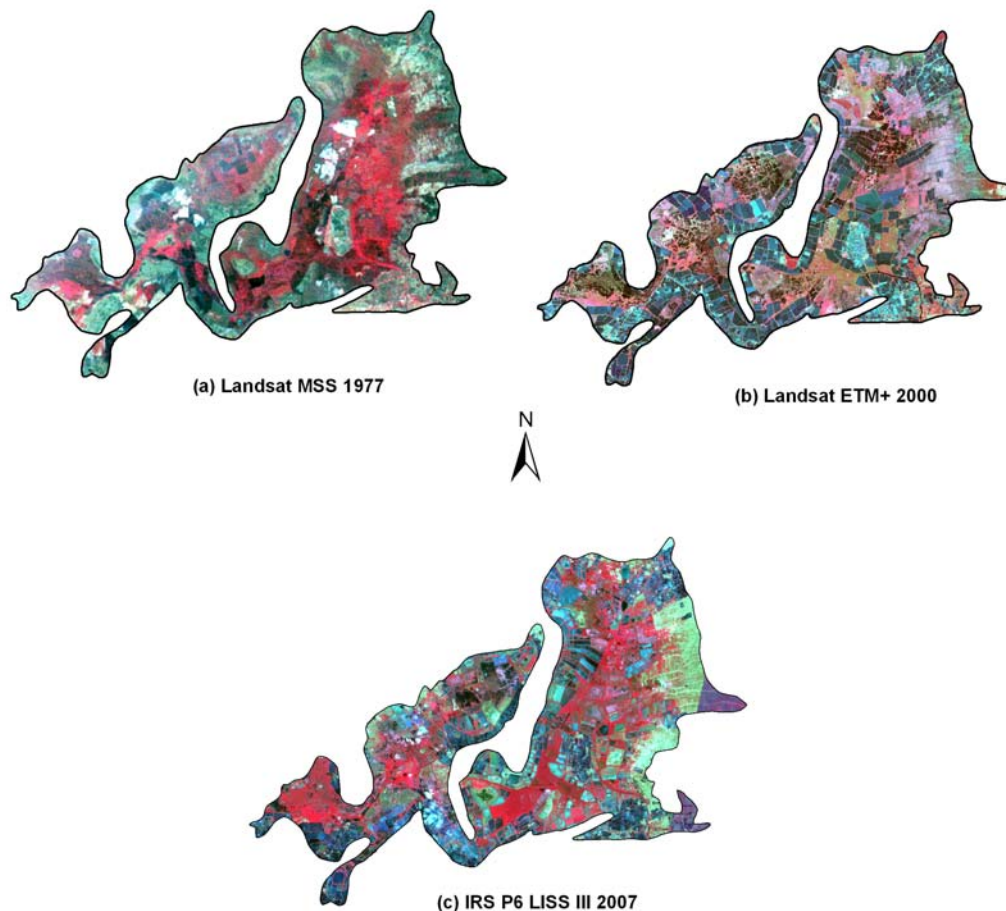 (a) Landsat MSS 1977
(b) Landsat ETM+ 2000
N
(c) IRS P6 LISS III 2007